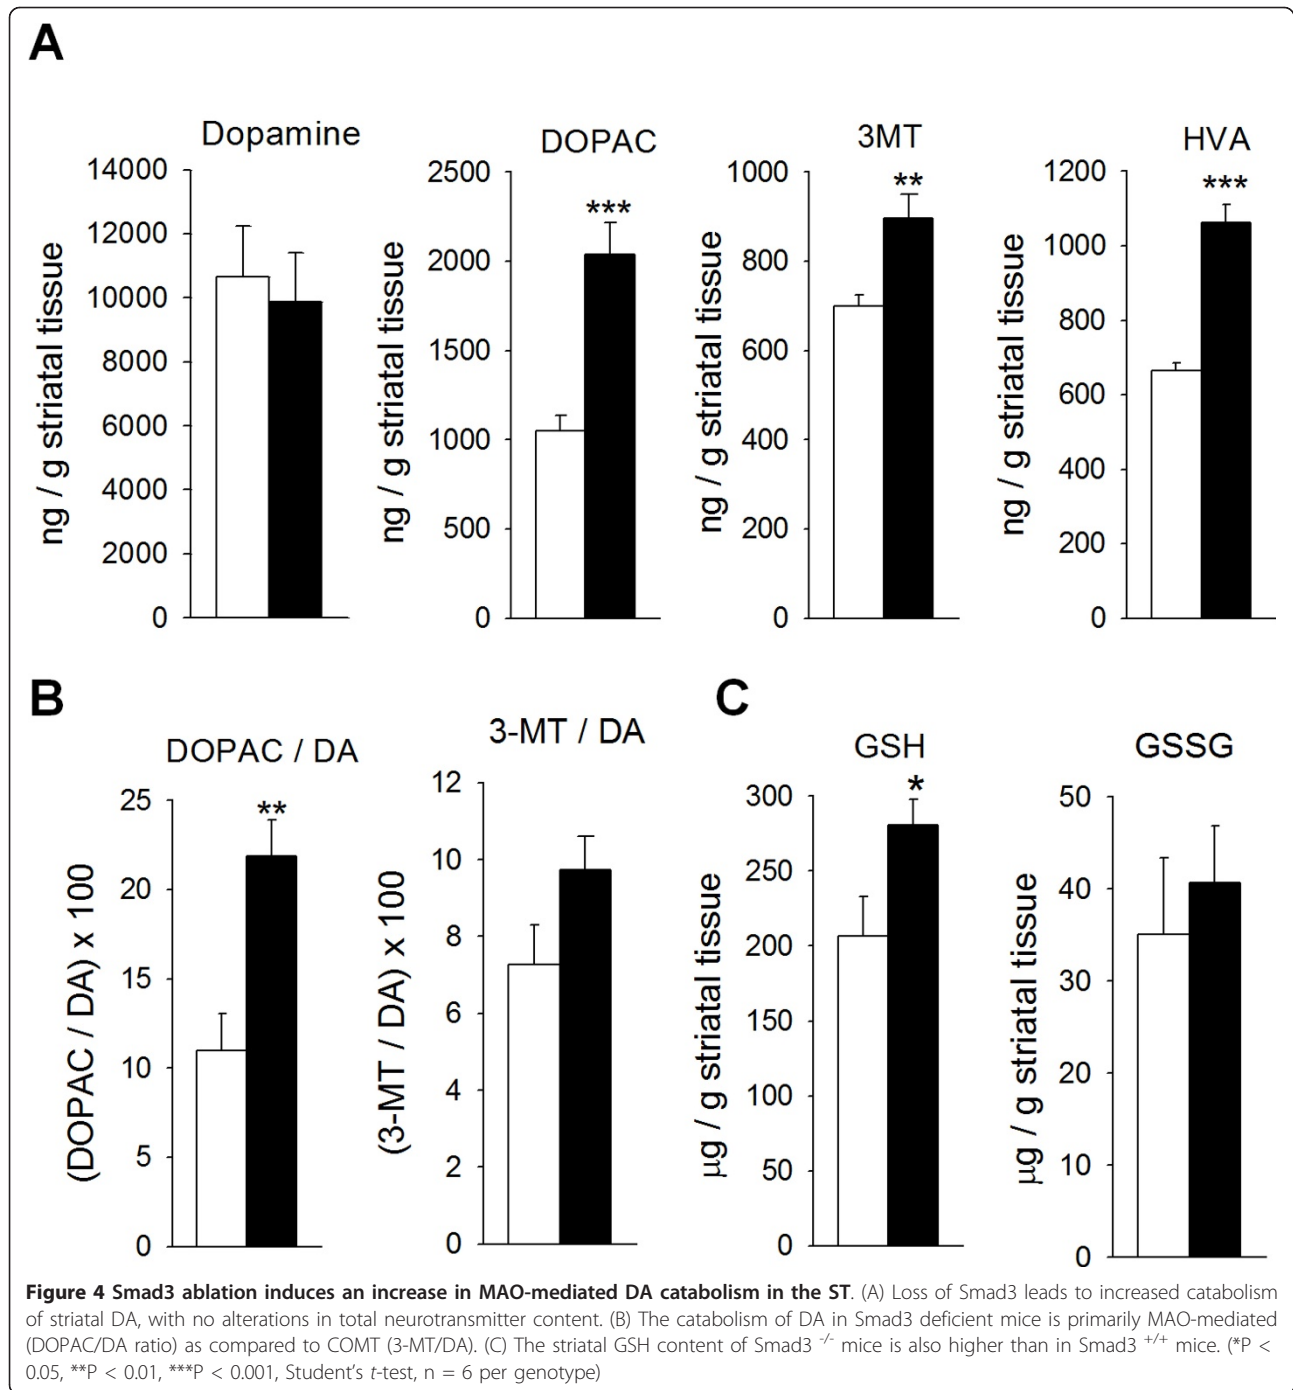 A
Dopamine
DOPAC
3MT
HVA
***
**
***
14000
12000
10000
8000
6000
4000
2000
0
ng / g striatal tissue
2500
2000
1500
1000
500
0
ng / g striatal tissue
1000
800
600
400
200
0
ng / g striatal tissue
1200
1000
800
600
400
200
0
ng / g striatal tissue
B
DOPAC / DA
3-MT / DA
**
25
20
15
10
5
0
(DOPAC / DA) x 100
12
10
8
6
4
2
0
(3-MT / DA) x 100
C
GSH
GSSG
*
300
250
200
150
100
50
0
µg / g striatal tissue
50
40
30
20
10
0
µg / g striatal tissue
Figure 4 Smad3 ablation induces an increase in MAO-mediated DA catabolism in the ST. (A) Loss of Smad3 leads to increased catabolism
of striatal DA, with no alterations in total neurotransmitter content. (B) The catabolism of DA in Smad3 deficient mice is primarily MAO-mediated
(DOPAC/DA ratio) as compared to COMT (3-MT/DA). (C) The striatal GSH content of Smad3 -/- mice is also higher than in Smad3 +/+ mice. (*P <
0.05, **P < 0.01, ***P < 0.001, Student's t-test, n = 6 per genotype)